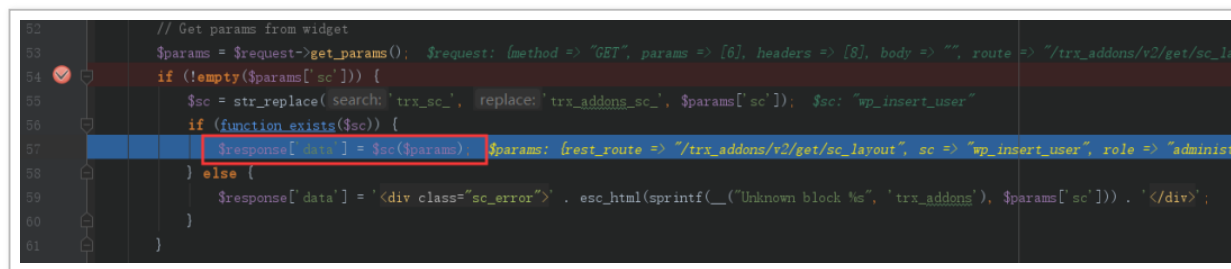 52 // Get params from widget
53 $params = $request->get_params(); $request: {method => "GET", params => [6], headers => [8], body => "", route => "/trx_addons/v2/get/sc_la
54 if (!empty($params['sc'])) {
55 $sc = str_replace( search: 'trx_sc_', replace: 'trx_addons_sc_', $params['sc']); $sc: "wp_insert_user"
56 if (function_exists($sc)) {
57 $response['data'] = $sc($params); $params: {rest_route => "/trx_addons/v2/get/sc_layout", sc => "wp_insert_user", role => "administ
58 } else {
59 $response['data'] = '<div class="sc_error">' . esc_html(sprintf(__("Unknown block %s", 'trx_addons'), $params['sc'])) . '</div>';
60 }
61 }